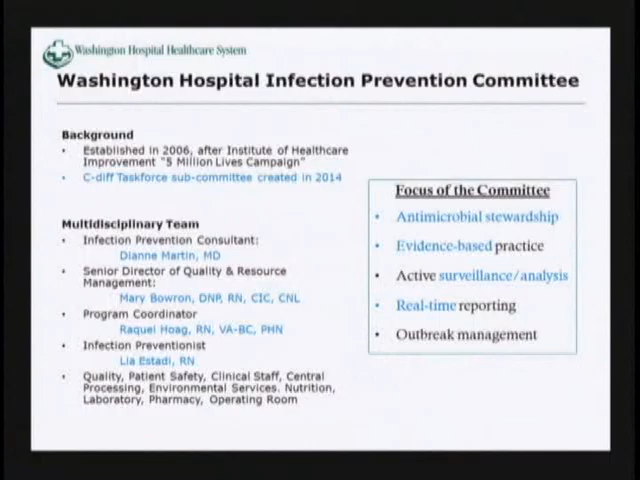 Washington Hospital Healthcare System
Washington Hospital Infection Prevention Committee
Background
• Established in 2006, after Institute of Healthcare
Improvement "5 Million Lives Campaign"
• C-diff Taskforce sub-committee created in 2014
Multidisciplinary Team
• Infection Prevention Consultant:
Dianne Martin, MD
• Senior Director of Quality & Resource
Management:
Mary Bowron, DNP, RN, CIC, CNL
• Program Coordinator
Raquel Hoag, RN, VA-BC, PHN
• Infection Preventionist
Lia Estadi, RN
• Quality, Patient Safety, Clinical Staff, Central
Processing, Environmental Services. Nutrition,
Laboratory, Pharmacy, Operating Room
Focus of the Committee
• Antimicrobial stewardship
• Evidence-based practice
• Active surveillance/analysis
• Real-time reporting
• Outbreak management